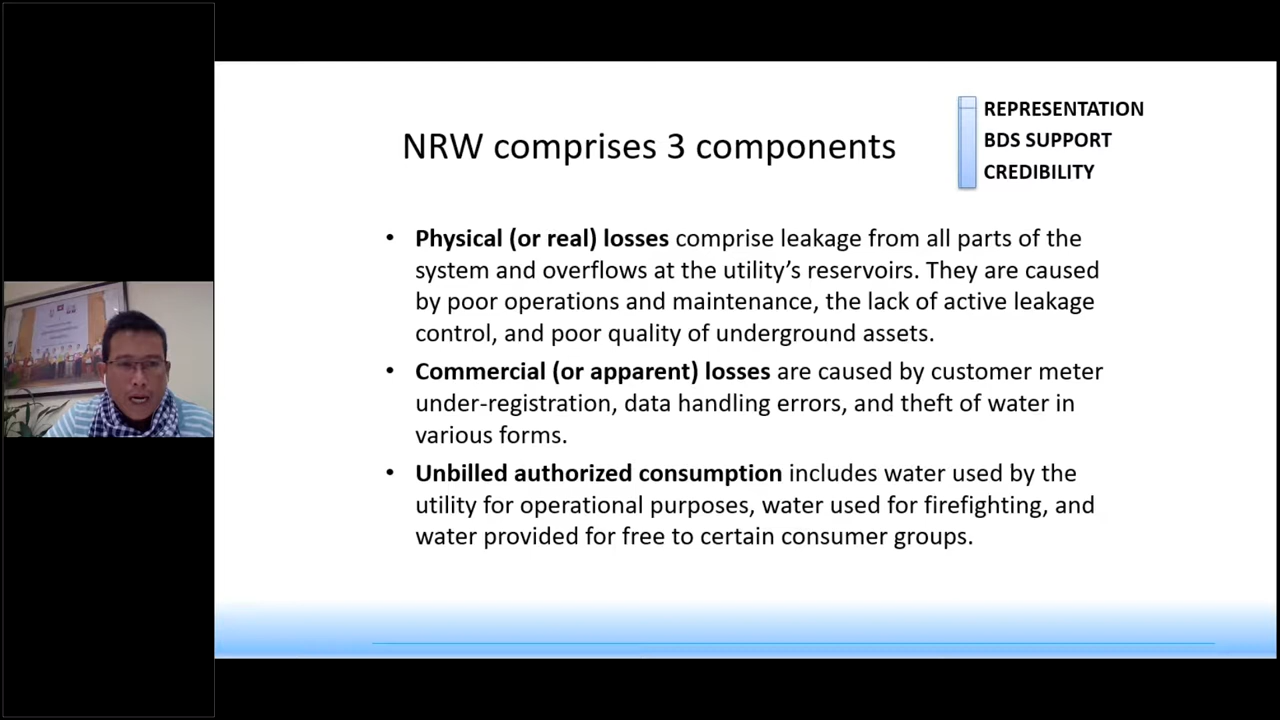 NRW comprises 3 components
REPRESENTATION
BDS SUPPORT
CREDIBILITY
• Physical (or real) losses comprise leakage from all parts of the
system and overflows at the utility’s reservoirs. They are caused
by poor operations and maintenance, the lack of active leakage
control, and poor quality of underground assets.
• Commercial (or apparent) losses are caused by customer meter
under-registration, data handling errors, and theft of water in
various forms.
• Unbilled authorized consumption includes water used by the
utility for operational purposes, water used for firefighting, and
water provided for free to certain consumer groups.